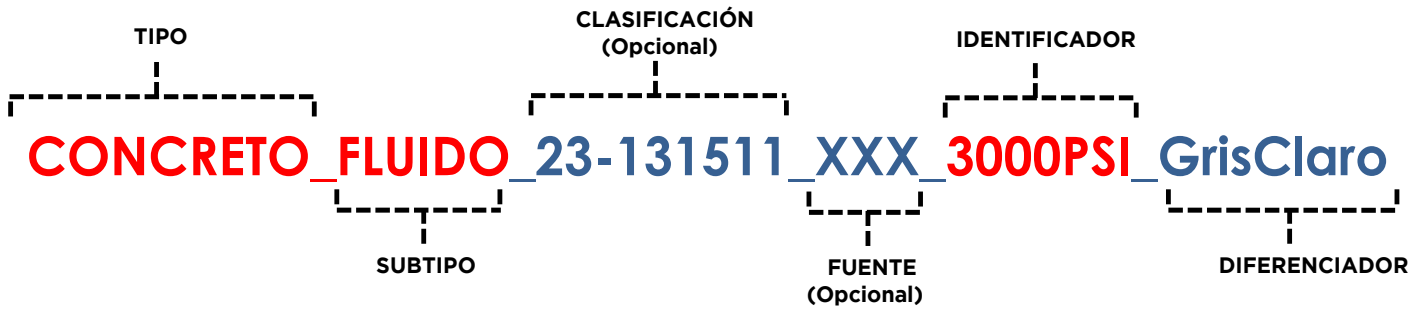 TIPO
CLASIFICACIÓN
(Opcional)
IDENTIFICADOR
CONCRETO_FLUIDO_23-131511_XXX_3000PSI_GrisClaro
SUBTIPO
FUENTE
(Opcional)
DIFERENCIADOR